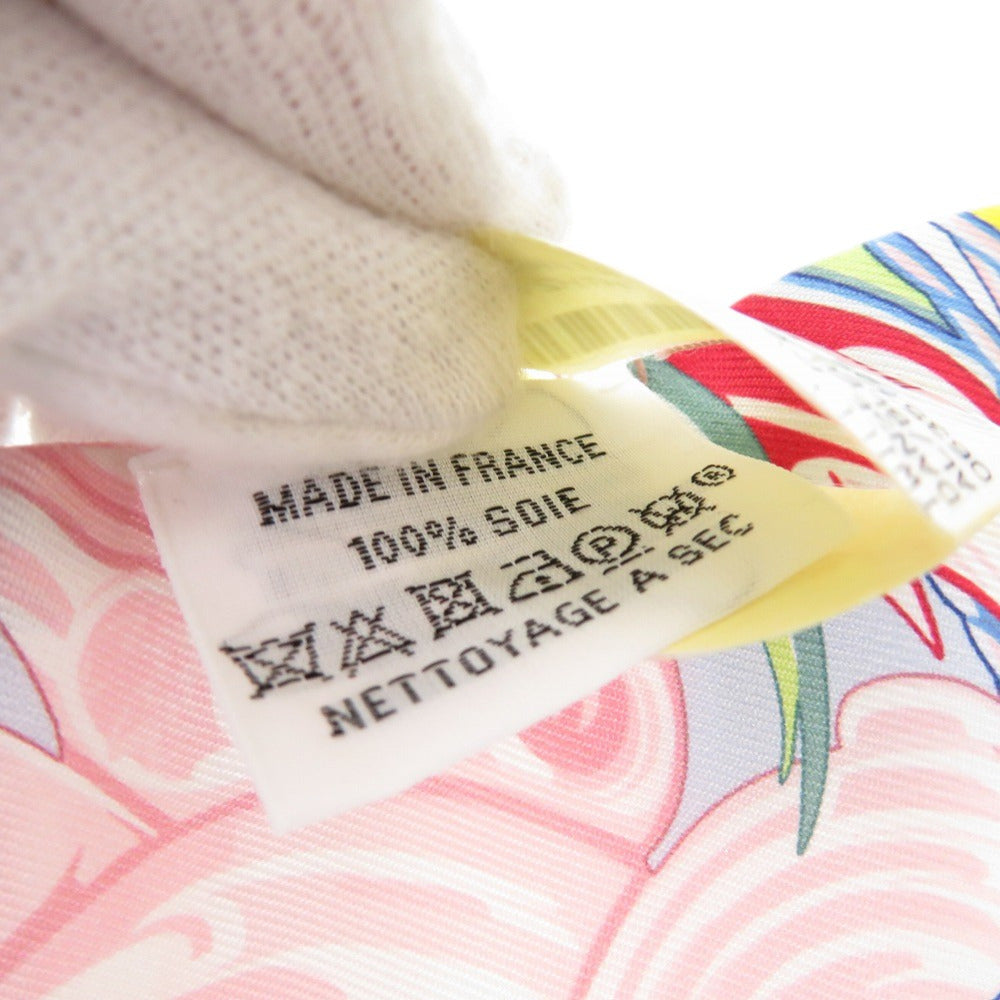 MADE IN FRANCE
100% SOIE
P ®
NETTOYAGE A SEC